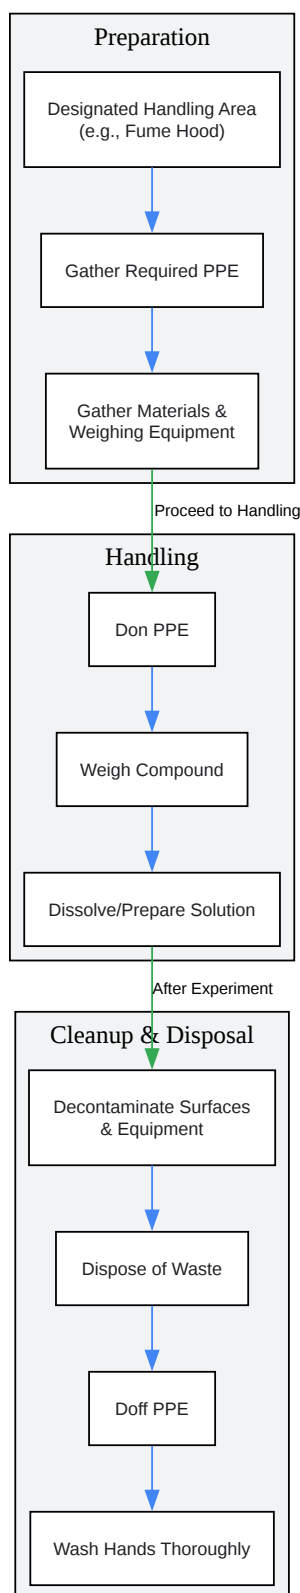 Preparation
Designated Handling Area
(e.g., Fume Hood)
Gather Required PPE
Gather Materials &
Weighing Equipment
Proceed to Handling
Handling
Don PPE
Weigh Compound
Dissolve/Prepare Solution
After Experiment
Cleanup & Disposal
Decontaminate Surfaces
& Equipment
Dispose of Waste
Doff PPE
Wash Hands Thoroughly